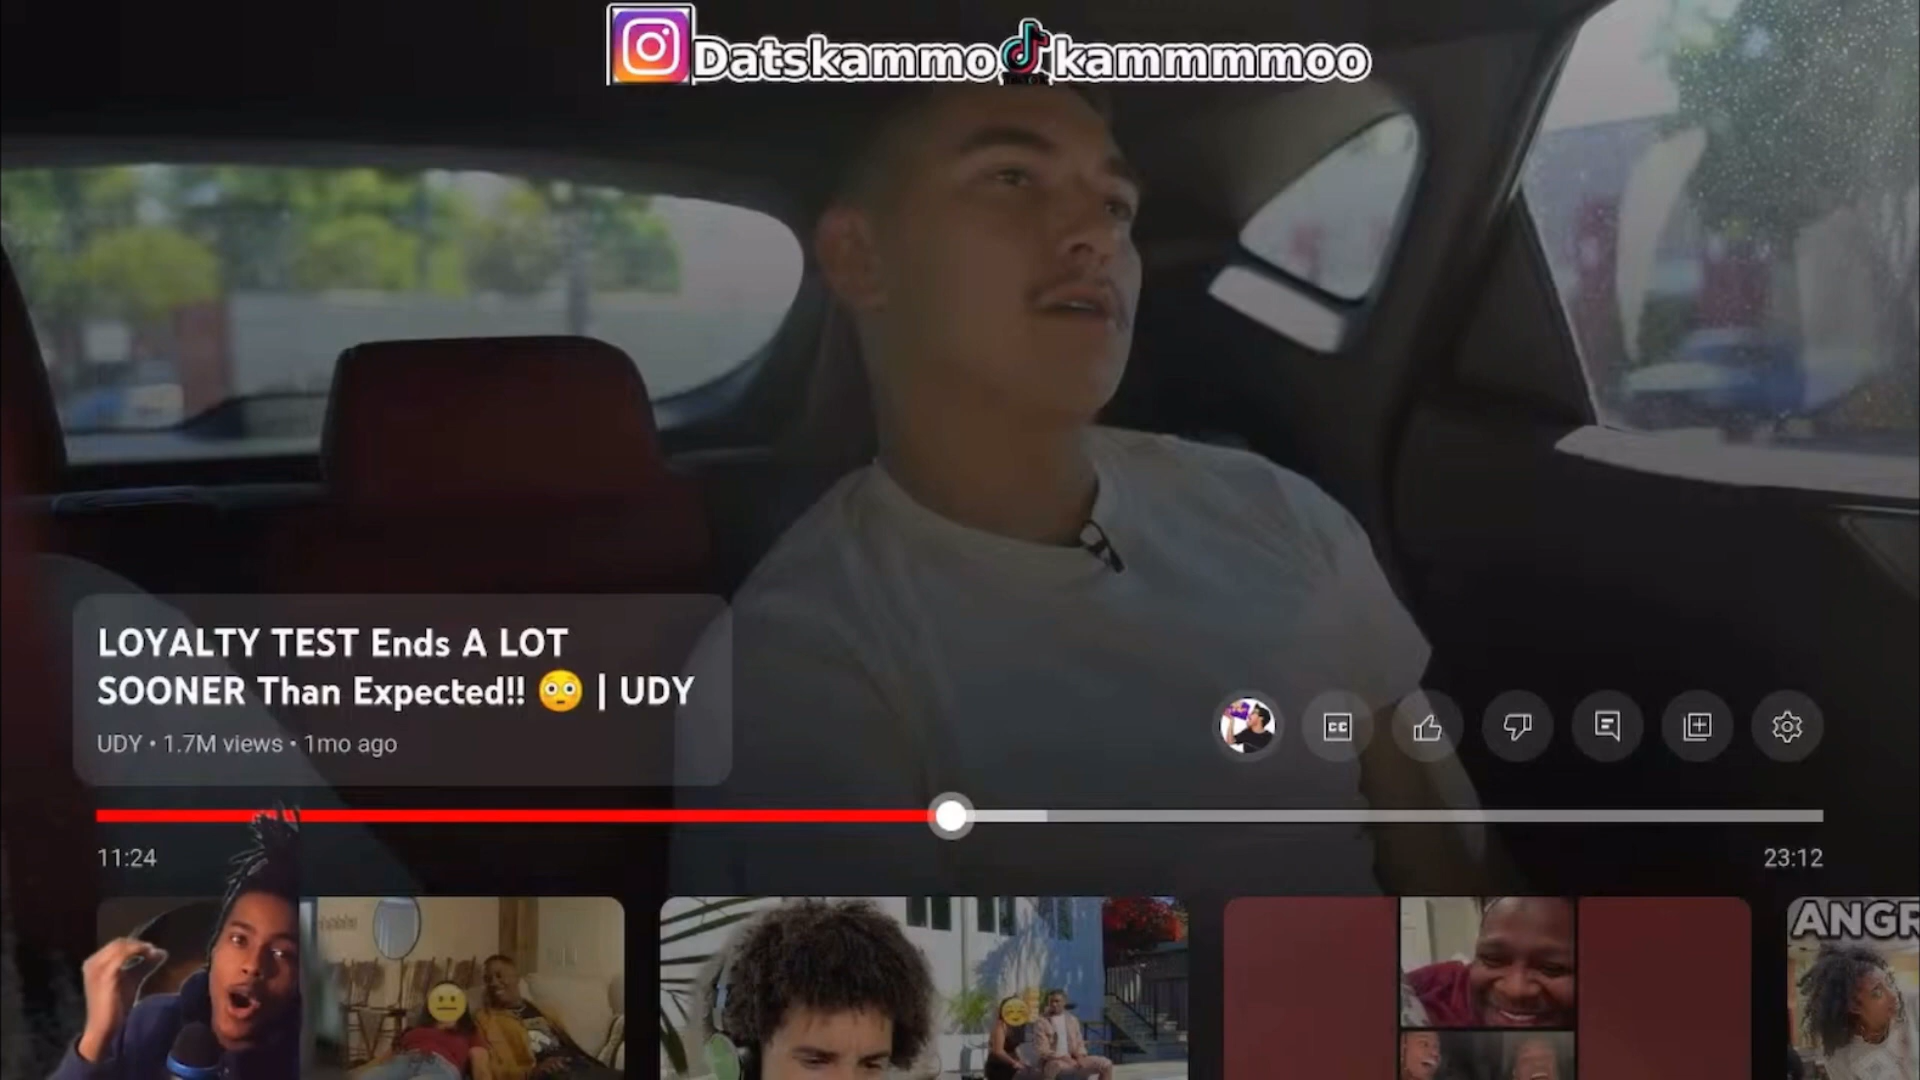 Datskammo kammmmoo
LOYALTY TEST Ends A LOT
SOONER Than Expected!! 😳 | UDY
UDY • 1.7M views • 1mo ago
CC
11:24
23:12
ANGR